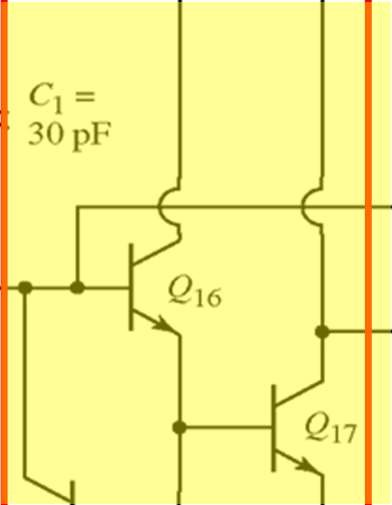 C₁ =
30 pF
Q₁₆
Q₁₇